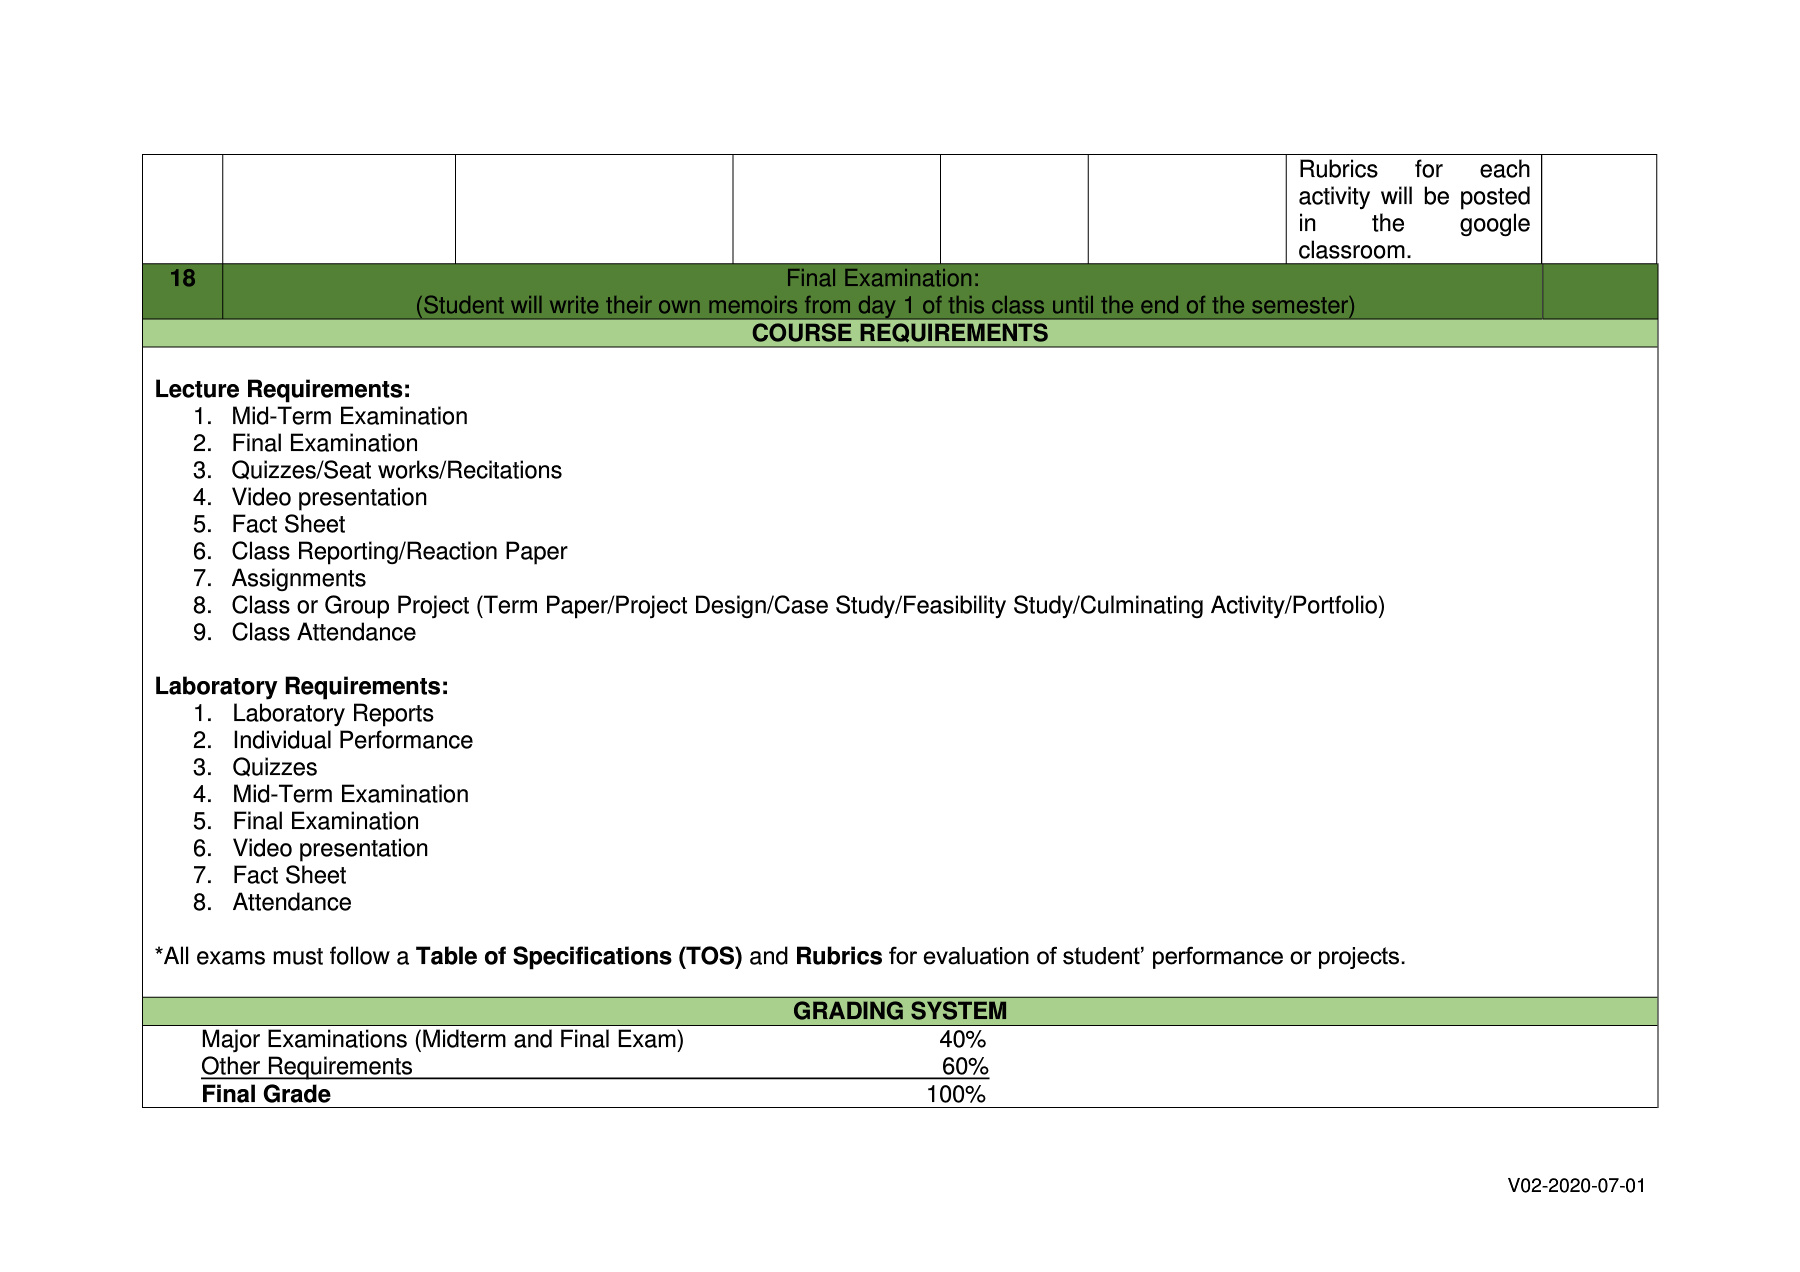 Rubrics for each
activity will be posted
in the google
classroom.
18
Final Examination:
(Student will write their own memoirs from day 1 of this class until the end of the semester)
COURSE REQUIREMENTS
Lecture Requirements:
1. Mid-Term Examination
2. Final Examination
3. Quizzes/Seat works/Recitations
4. Video presentation
5. Fact Sheet
6. Class Reporting/Reaction Paper
7. Assignments
8. Class or Group Project (Term Paper/Project Design/Case Study/Feasibility Study/Culminating Activity/Portfolio)
9. Class Attendance
Laboratory Requirements:
1. Laboratory Reports
2. Individual Performance
3. Quizzes
4. Mid-Term Examination
5. Final Examination
6. Video presentation
7. Fact Sheet
8. Attendance
*All exams must follow a Table of Specifications (TOS) and Rubrics for evaluation of student’ performance or projects.
GRADING SYSTEM
Major Examinations (Midterm and Final Exam) 40%
Other Requirements 60%
Final Grade 100%
V02-2020-07-01